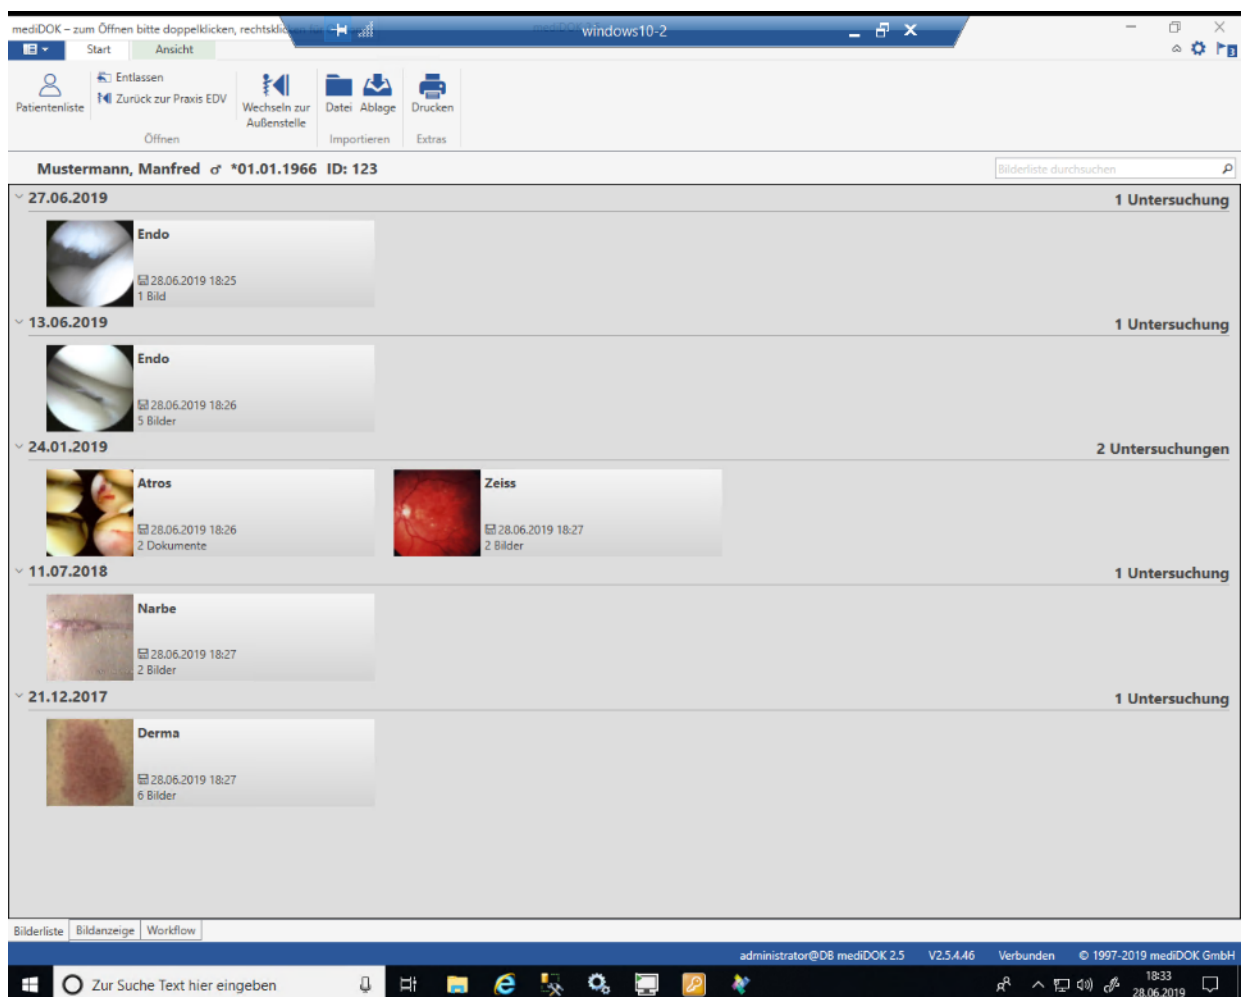 mediDOK – zum Öffnen bitte doppelklicken, rechtsklic
windows10-2
Start Ansicht
3
Patientenliste
Entlassen
Zurück zur Praxis EDV
Wechseln zur
Außenstelle
Datei Ablage
Drucken
Öffnen Importieren Extras
Mustermann, Manfred ♂ *01.01.1966 ID: 123
Bilderliste durchsuchen
27.06.2019 1 Untersuchung
Endo
28.06.2019 18:25
1 Bild
13.06.2019 1 Untersuchung
Endo
28.06.2019 18:26
5 Bilder
24.01.2019 2 Untersuchungen
Atros
28.06.2019 18:26
2 Dokumente
Zeiss
28.06.2019 18:27
2 Bilder
11.07.2018 1 Untersuchung
Narbe
28.06.2019 18:27
2 Bilder
21.12.2017 1 Untersuchung
Derma
28.06.2019 18:27
6 Bilder
Bilderliste Bildanzeige Workflow
administrator@DB mediDOK 2.5 V2.5.4.46 Verbunden © 1997-2019 mediDOK GmbH
Zur Suche Text hier eingeben
18:33
28.06.2019